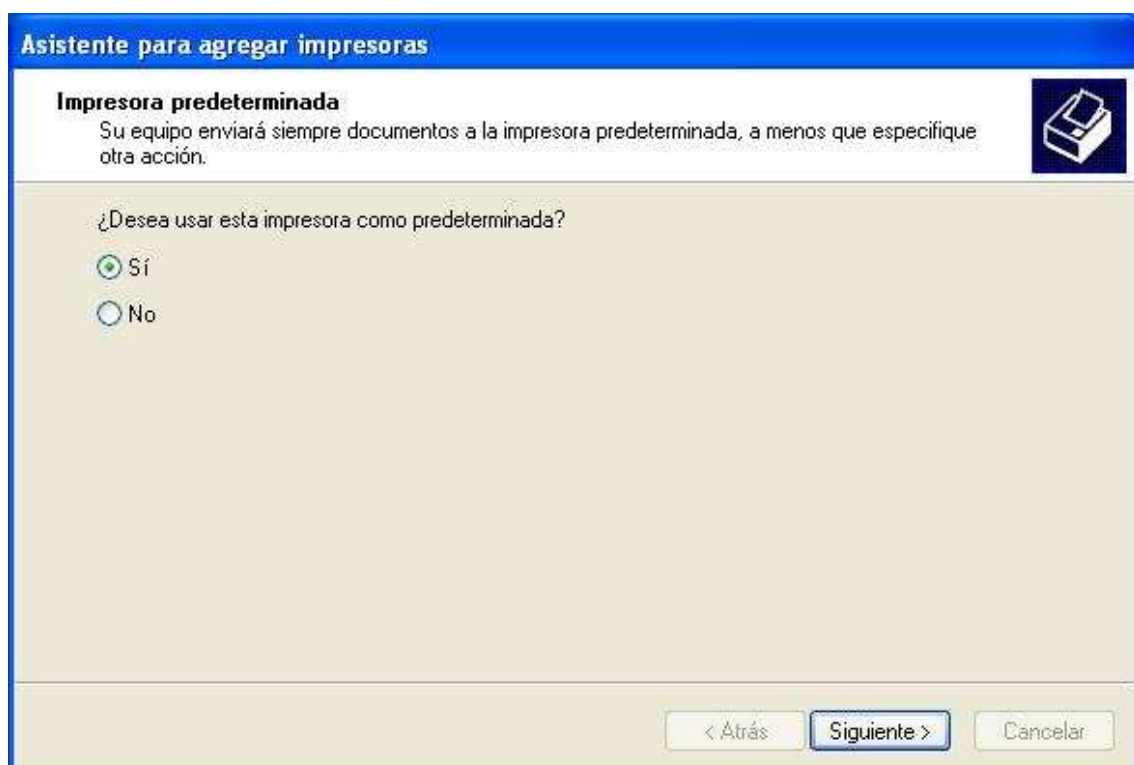 Asistente para agregar impresoras
Impresora predeterminada
Su equipo enviará siempre documentos a la impresora predeterminada, a menos que especifique
otra acción.
¿Desea usar esta impresora como predeterminada?
Sí
No
< Atrás
Siguiente >
Cancelar